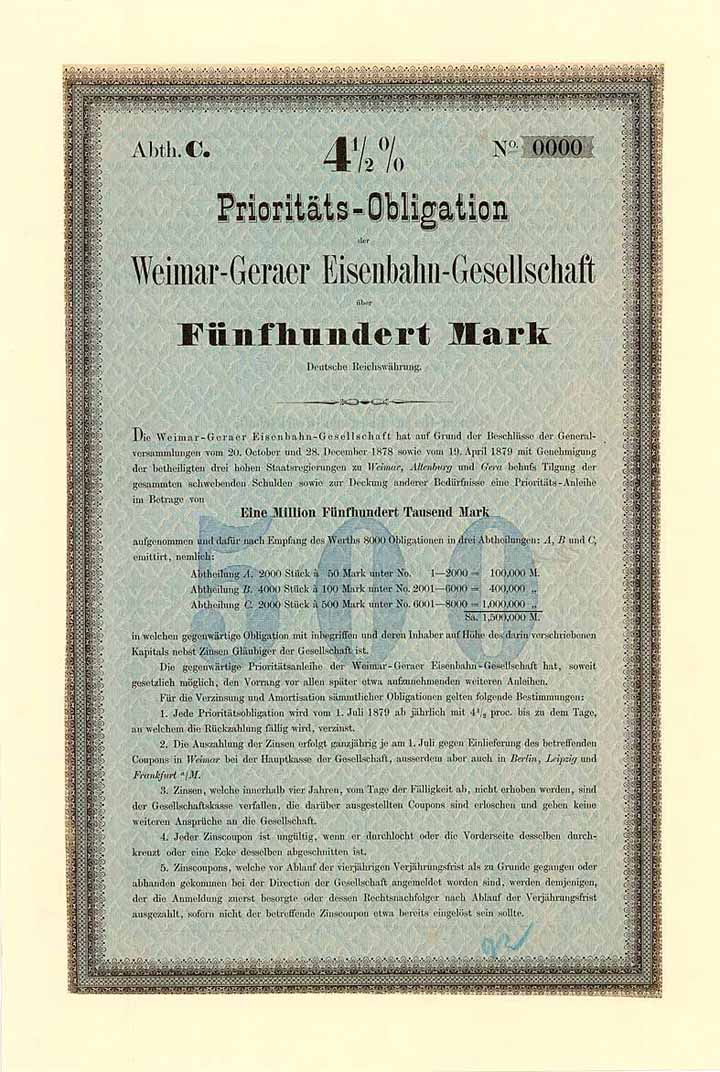 Abth. C.
4 1/2 %
No. 0000
Prioritäts-Obligation
der
Weimar-Geraer Eisenbahn-Gesellschaft
über
Fünfhundert Mark
Deutsche Reichswährung.
Die Weimar-Geraer Eisenbahn-Gesellschaft hat auf Grund der Beschlüsse der General-
versammlungen vom 20. October und 28. December 1878 sowie vom 19. April 1879 mit Genehmigung
der betheiligten drei hohen Staatsregierungen zu Weimar, Altenburg und Gera behufs Tilgung der
gesammten schwebenden Schulden sowie zur Deckung anderer Bedürfnisse eine Prioritäts-Anleihe
im Betrage von
Eine Million Fünfhundert Tausend Mark
500
aufgenommen und dafür nach Empfang des Werths 8000 Obligationen in drei Abtheilungen: A, B und C,
emittirt, nemlich:
Abtheilung A. 2000 Stück à 50 Mark unter No. 1—2000 = 100,000 M.
Abtheilung B. 4000 Stück à 100 Mark unter No. 2001—6000 = 400,000 „
Abtheilung C. 2000 Stück à 500 Mark unter No. 6001—8000 = 1,000,000 „
Sa. 1,500,000 M.
in welchen gegenwärtige Obligation mit inbegriffen und deren Inhaber auf Höhe des darin verschriebenen
Kapitals nebst Zinsen Gläubiger der Gesellschaft ist.
Die gegenwärtige Prioritätsanleihe der Weimar-Geraer Eisenbahn-Gesellschaft hat, soweit
gesetzlich möglich, den Vorrang vor allen später etwa aufzunehmenden weiteren Anleihen.
Für die Verzinsung und Amortisation sämmtlicher Obligationen gelten folgende Bestimmungen:
1. Jede Prioritätsobligation wird vom 1. Juli 1879 ab jährlich mit 4 1/2 proc. bis zu dem Tage,
an welchem die Rückzahlung fällig wird, verzinst.
2. Die Auszahlung der Zinsen erfolgt ganzjährig je am 1. Juli gegen Einlieferung des betreffenden
Coupons in Weimar bei der Hauptkasse der Gesellschaft, ausserdem aber auch in Berlin, Leipzig und
Frankfurt a/M.
3. Zinsen, welche innerhalb vier Jahren, vom Tage der Fälligkeit ab, nicht erhoben werden, sind
der Gesellschaftskasse verfallen, die darüber ausgestellten Coupons sind erloschen und geben keine
weiteren Ansprüche an die Gesellschaft.
4. Jeder Zinscoupon ist ungültig, wenn er durchlocht oder die Vorderseite desselben durch-
kreuzt oder eine Ecke desselben abgeschnitten ist.
5. Zinscoupons, welche vor Ablauf der vierjährigen Verjährungsfrist als zu Grunde gegangen oder
abhanden gekommen bei der Direction der Gesellschaft angemeldet worden sind, werden demjenigen,
der die Anmeldung zuerst besorgte oder dessen Rechtsnachfolger nach Ablauf der Verjährungsfrist
ausgezahlt, sofern nicht der betreffende Zinscoupon etwa bereits eingelöst sein sollte.